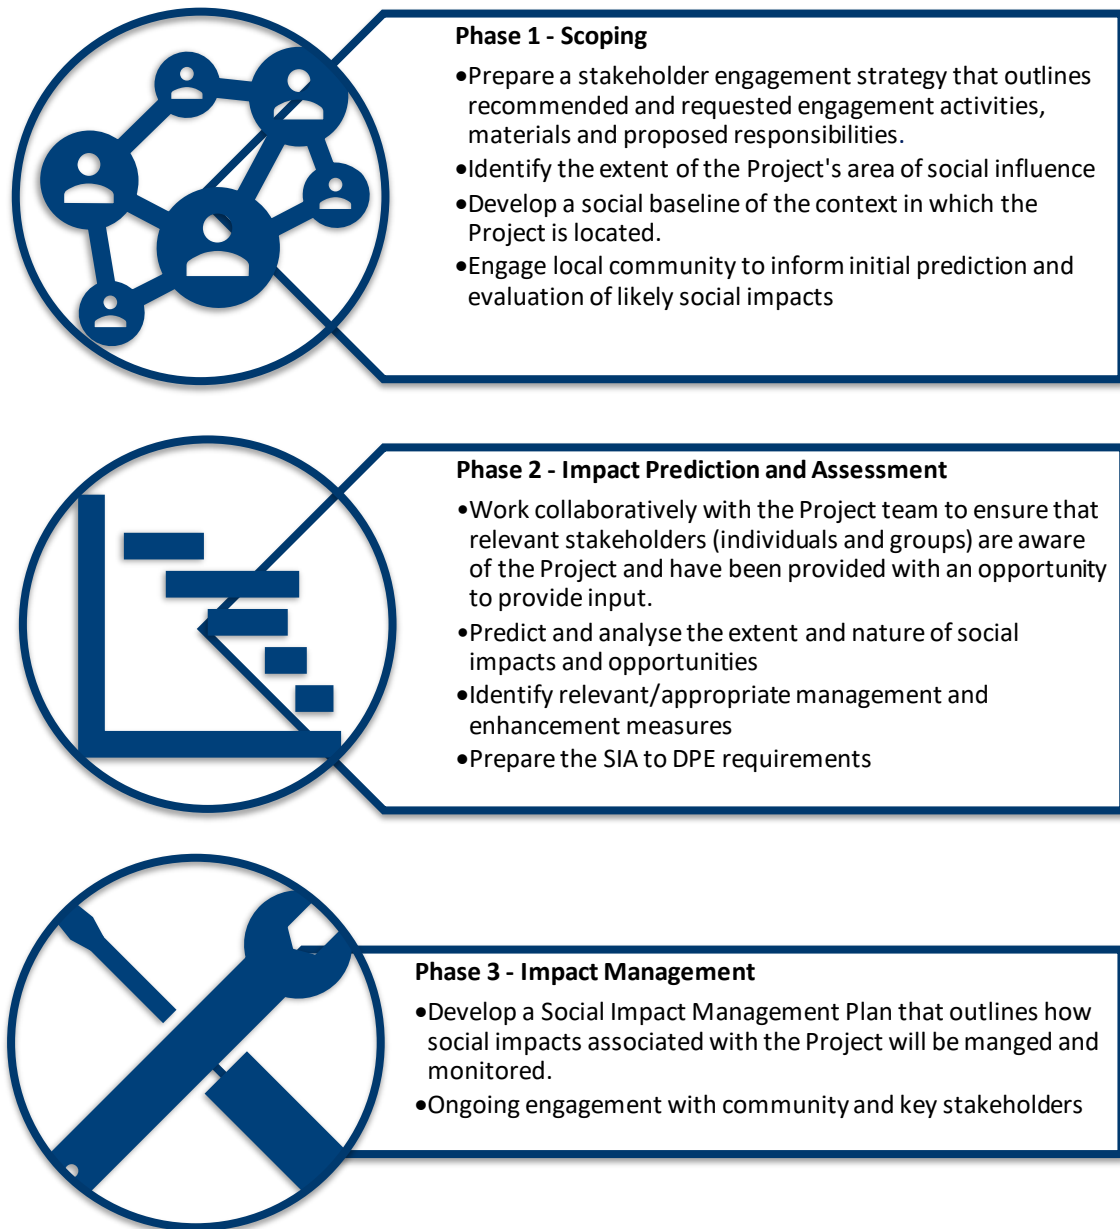 Phase 1 - Scoping
•Prepare a stakeholder engagement strategy that outlines
recommended and requested engagement activities,
materials and proposed responsibilities.
•Identify the extent of the Project's area of social influence
•Develop a social baseline of the context in which the
Project is located.
•Engage local community to inform initial prediction and
evaluation of likely social impacts
Phase 2 - Impact Prediction and Assessment
•Work collaboratively with the Project team to ensure that
relevant stakeholders (individuals and groups) are aware
of the Project and have been provided with an opportunity
to provide input.
•Predict and analyse the extent and nature of social
impacts and opportunities
•Identify relevant/appropriate management and
enhancement measures
•Prepare the SIA to DPE requirements
Phase 3 - Impact Management
•Develop a Social Impact Management Plan that outlines how
social impacts associated with the Project will be manged and
monitored.
•Ongoing engagement with community and key stakeholders